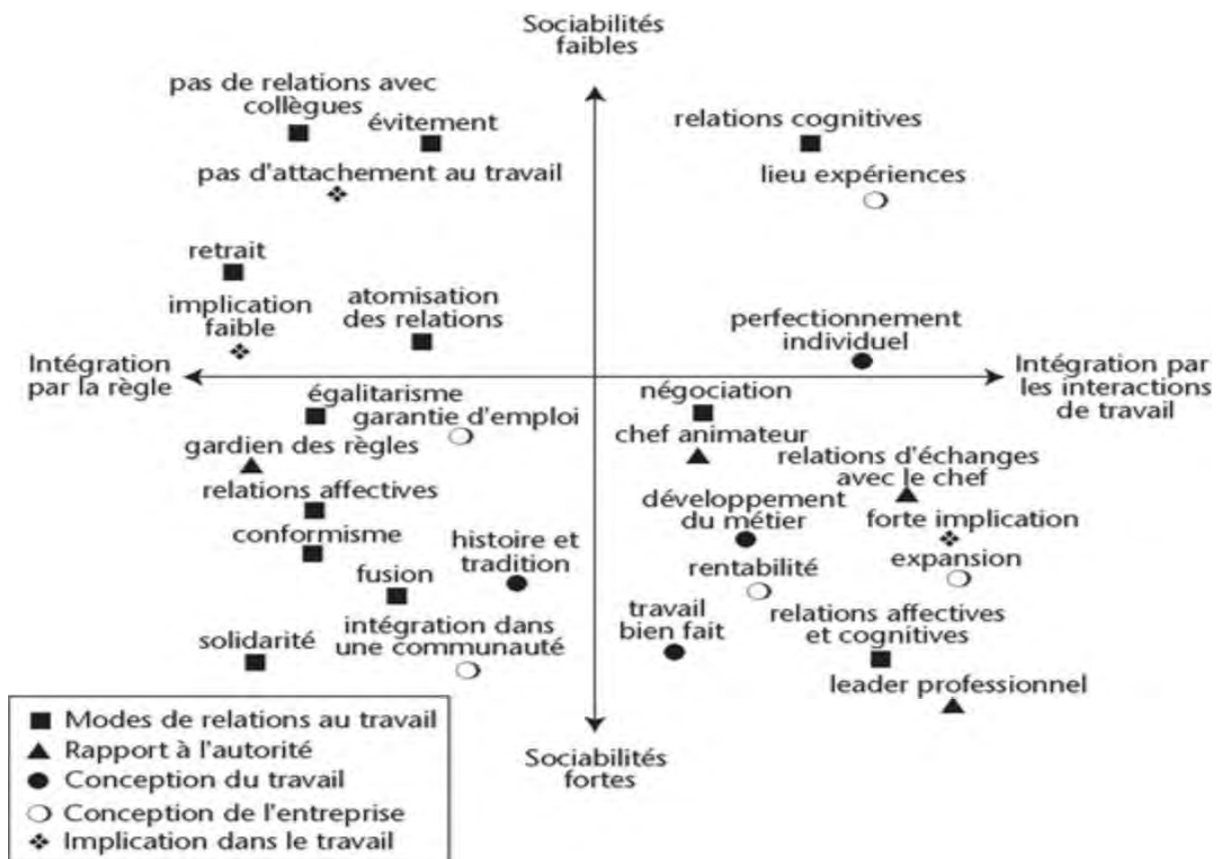 Sociabilités
faibles
pas de relations avec
collègues
évitement
relations cognitives
pas d'attachement au travail
lieu expériences
retrait
implication
faible
atomisation
des relations
perfectionnement
individuel
Intégration
par la règle
Intégration par
les interactions
de travail
égalitarisme
garantie d'emploi
négociation
gardien des règles
chef animateur
relations d'échanges
avec le chef
relations affectives
développement
du métier
forte implication
conformisme
histoire et
tradition
expansion
fusion
rentabilité
solidarité
intégration dans
une communauté
travail
bien fait
relations affectives
et cognitives
leader professionnel
Modes de relations au travail
Rapport à l'autorité
Conception du travail
Conception de l'entreprise
Implication dans le travail
Sociabilités
fortes